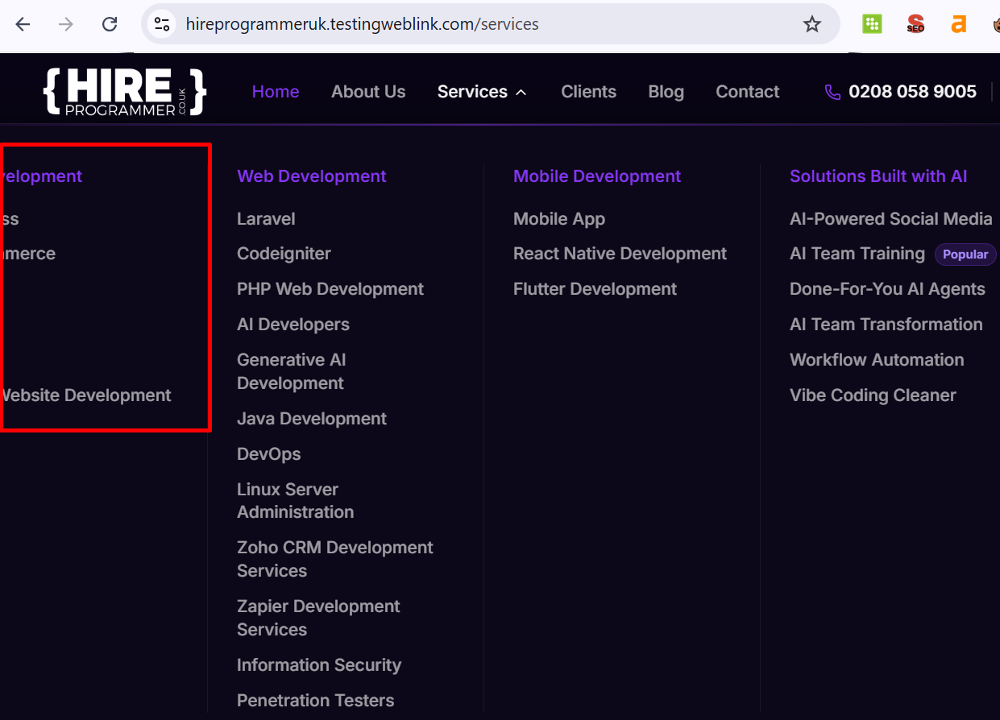 hireprogrammeruk.testingweblink.com/services
SEO
a
{HIRE}
PROGRAMMER
CO.UK
Home
About Us
Services
Clients
Blog
Contact
0208 058 9005
velopment
ss
merce
Website Development
Web Development
Laravel
Codeigniter
PHP Web Development
AI Developers
Generative AI
Development
Java Development
DevOps
Linux Server
Administration
Zoho CRM Development
Services
Zapier Development
Services
Information Security
Penetration Testers
Mobile Development
Mobile App
React Native Development
Flutter Development
Solutions Built with AI
AI-Powered Social Media
AI Team Training Popular
Done-For-You AI Agents
AI Team Transformation
Workflow Automation
Vibe Coding Cleaner